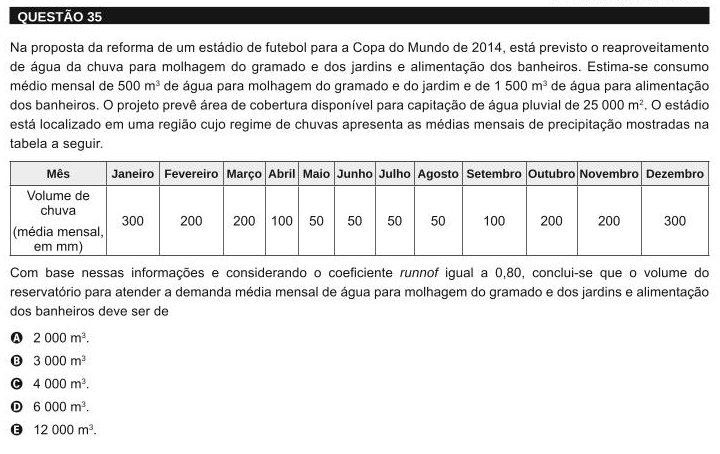 QUESTÃO 35
Na proposta da reforma de um estádio de futebol para a Copa do Mundo de 2014, está previsto o reaproveitamento
de água da chuva para molhagem do gramado e dos jardins e alimentação dos banheiros. Estima-se consumo
médio mensal de 500 m³ de água para molhagem do gramado e do jardim e de 1 500 m³ de água para alimentação
dos banheiros. O projeto prevê área de cobertura disponível para capitação de água pluvial de 25 000 m². O estádio
está localizado em uma região cujo regime de chuvas apresenta as médias mensais de precipitação mostradas na
tabela a seguir.
Mês Janeiro Fevereiro Março Abril Maio Junho Julho Agosto Setembro Outubro Novembro Dezembro
Volume de
chuva
(média mensal,
em mm)
300 200 200 100 50 50 50 50 100 200 200 300
Com base nessas informações e considerando o coeficiente runnof igual a 0,80, conclui-se que o volume do
reservatório para atender a demanda média mensal de água para molhagem do gramado e dos jardins e alimentação
dos banheiros deve ser de
A 2 000 m³.
B 3 000 m³
C 4 000 m³.
D 6 000 m³.
E 12 000 m³.